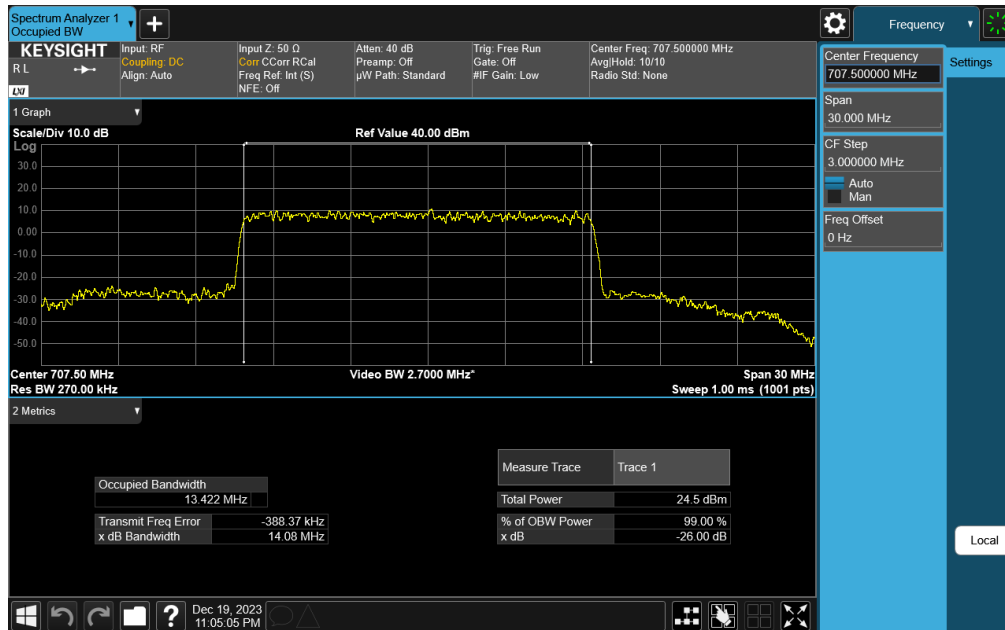 Spectrum Analyzer 1
Occupied BW
Frequency
KEYSIGHT
R L
LXI
Input: RF
Coupling: DC
Align: Auto
Input Z: 50 Ω
Corr CCorr RCal
Freq Ref: Int (S)
NFE: Off
Atten: 40 dB
Preamp: Off
µW Path: Standard
Trig: Free Run
Gate: Off
#IF Gain: Low
Center Freq: 707.500000 MHz
Avg|Hold: 10/10
Radio Std: None
Center Frequency
707.500000 MHz
Settings
Span
30.000 MHz
CF Step
3.000000 MHz
Auto
Man
Freq Offset
0 Hz
1 Graph
Scale/Div 10.0 dB
Ref Value 40.00 dBm
Log
30.0
20.0
10.0
0.00
-10.0
-20.0
-30.0
-40.0
-50.0
Center 707.50 MHz
Video BW 2.7000 MHz*
Span 30 MHz
Res BW 270.00 kHz
Sweep 1.00 ms (1001 pts)
2 Metrics
Occupied Bandwidth
13.422 MHz
Transmit Freq Error -388.37 kHz
x dB Bandwidth 14.08 MHz
Measure Trace Trace 1
Total Power 24.5 dBm
% of OBW Power 99.00 %
x dB -26.00 dB
Local
?
Dec 19, 2023
11:05:05 PM